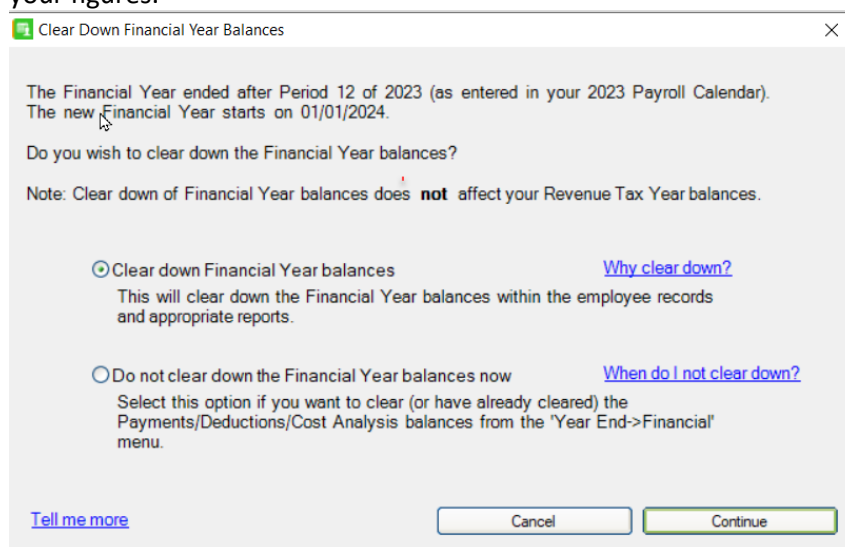 your figures.
Clear Down Financial Year Balances
The Financial Year ended after Period 12 of 2023 (as entered in your 2023 Payroll Calendar).
The new Financial Year starts on 01/01/2024.
Do you wish to clear down the Financial Year balances?
Note: Clear down of Financial Year balances does not affect your Revenue Tax Year balances.
Clear down Financial Year balances
Why clear down?
This will clear down the Financial Year balances within the employee records
and appropriate reports.
Do not clear down the Financial Year balances now
When do I not clear down?
Select this option if you want to clear (or have already cleared) the
Payments/Deductions/Cost Analysis balances from the 'Year End->Financial'
menu.
Tell me more
Cancel
Continue